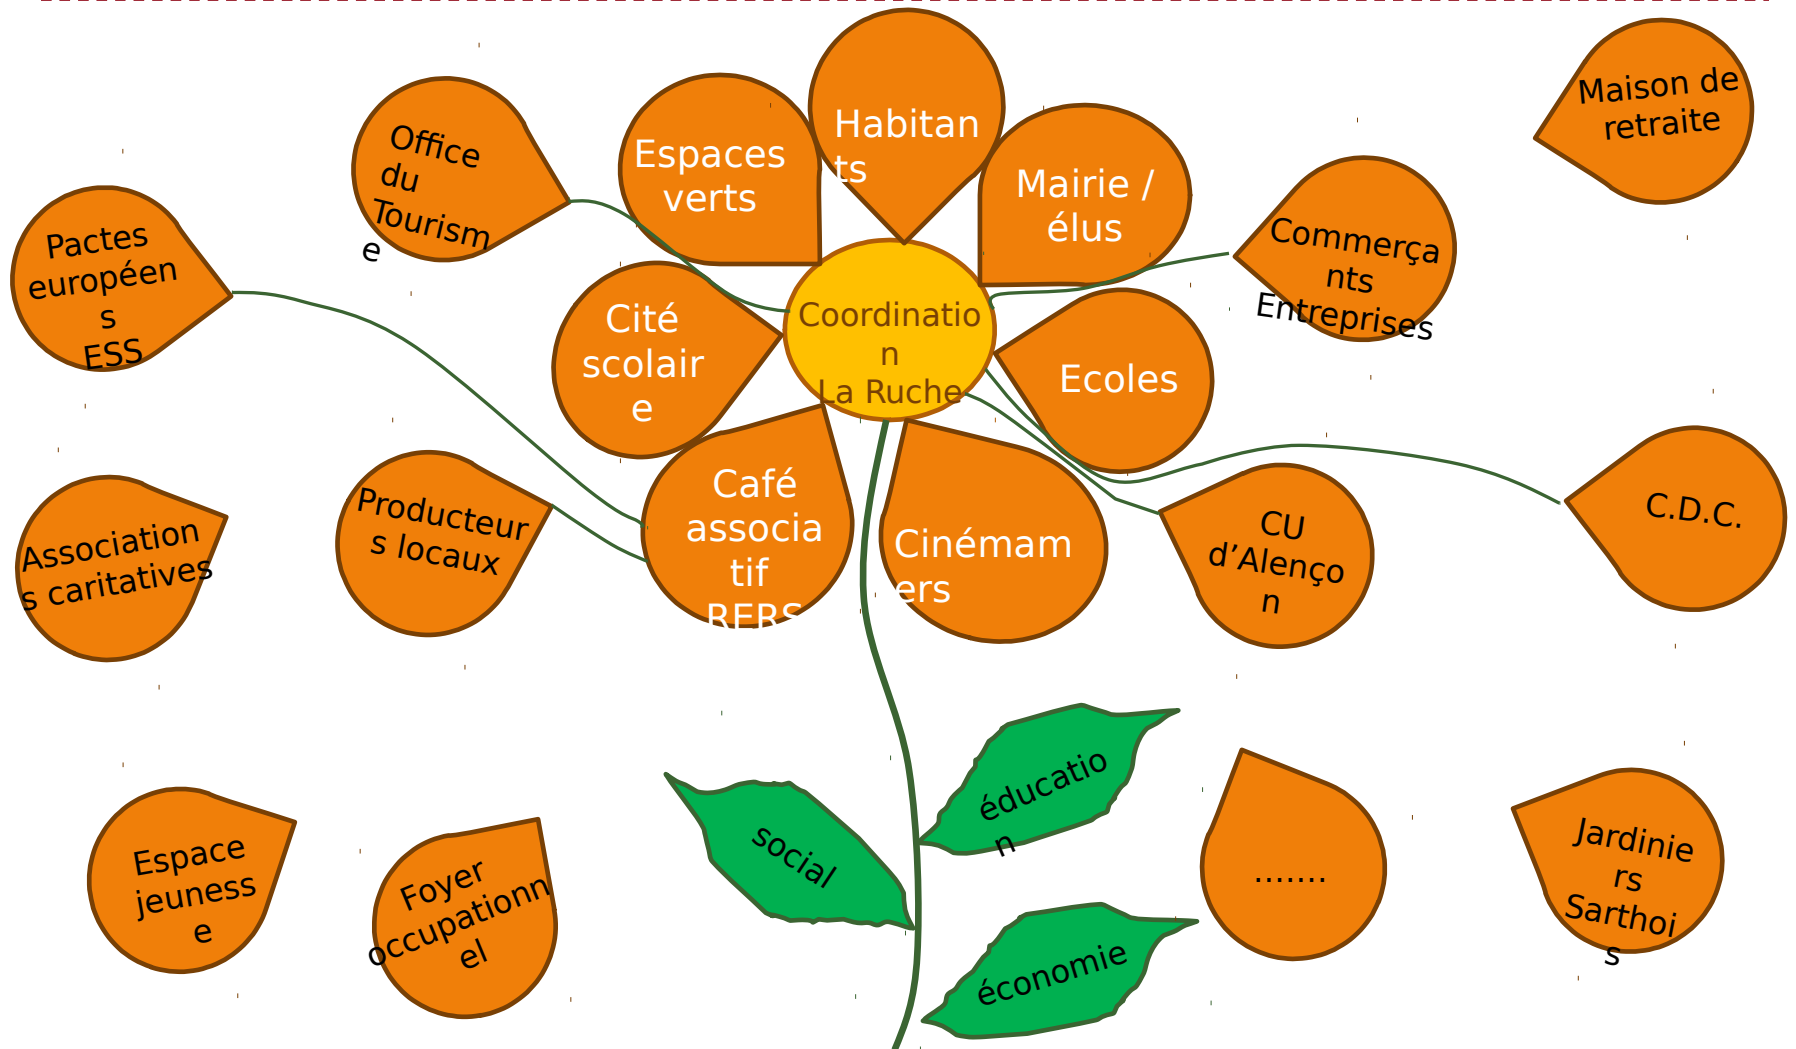 Habitan
ts
Espaces
verts
Mairie /
élus
Office
du
Tourism
e
Maison de
retraite
Pactes
européen
s
ESS
Commerça
nts
Entreprises
Cité
scolair
e
Coordinatio
n
La Ruche
Ecoles
Café
associa
tif
RERS
Cinémam
ers
Producteur
s locaux
Association
s caritatives
CU
d’Alenço
n
C.D.C.
éducatio
n
social
économie
Espace
jeuness
e
Foyer
occupationn
el
.......
Jardinie
rs
Sarthoi
s